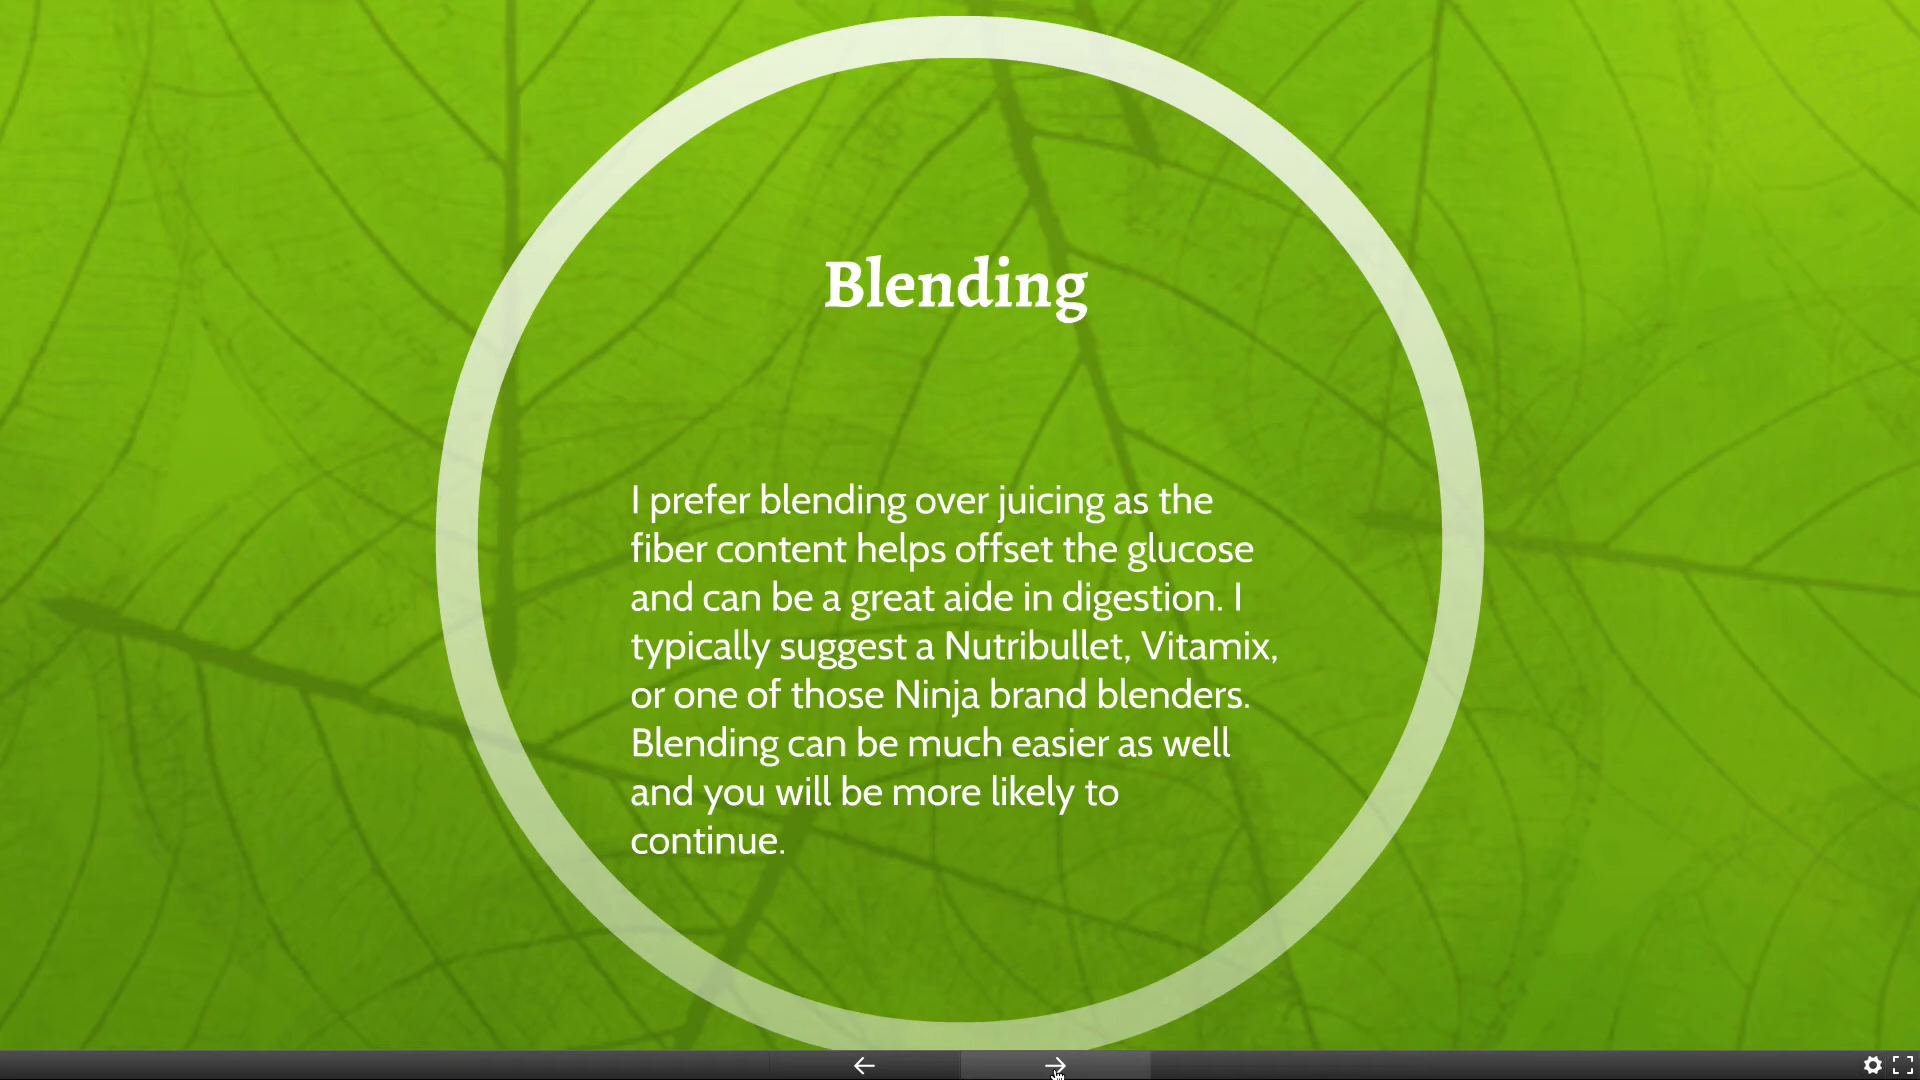 Blending
I prefer blending over juicing as the
fiber content helps offset the glucose
and can be a great aide in digestion. I
typically suggest a Nutribullet, Vitamix,
or one of those Ninja brand blenders.
Blending can be much easier as well
and you will be more likely to
continue.